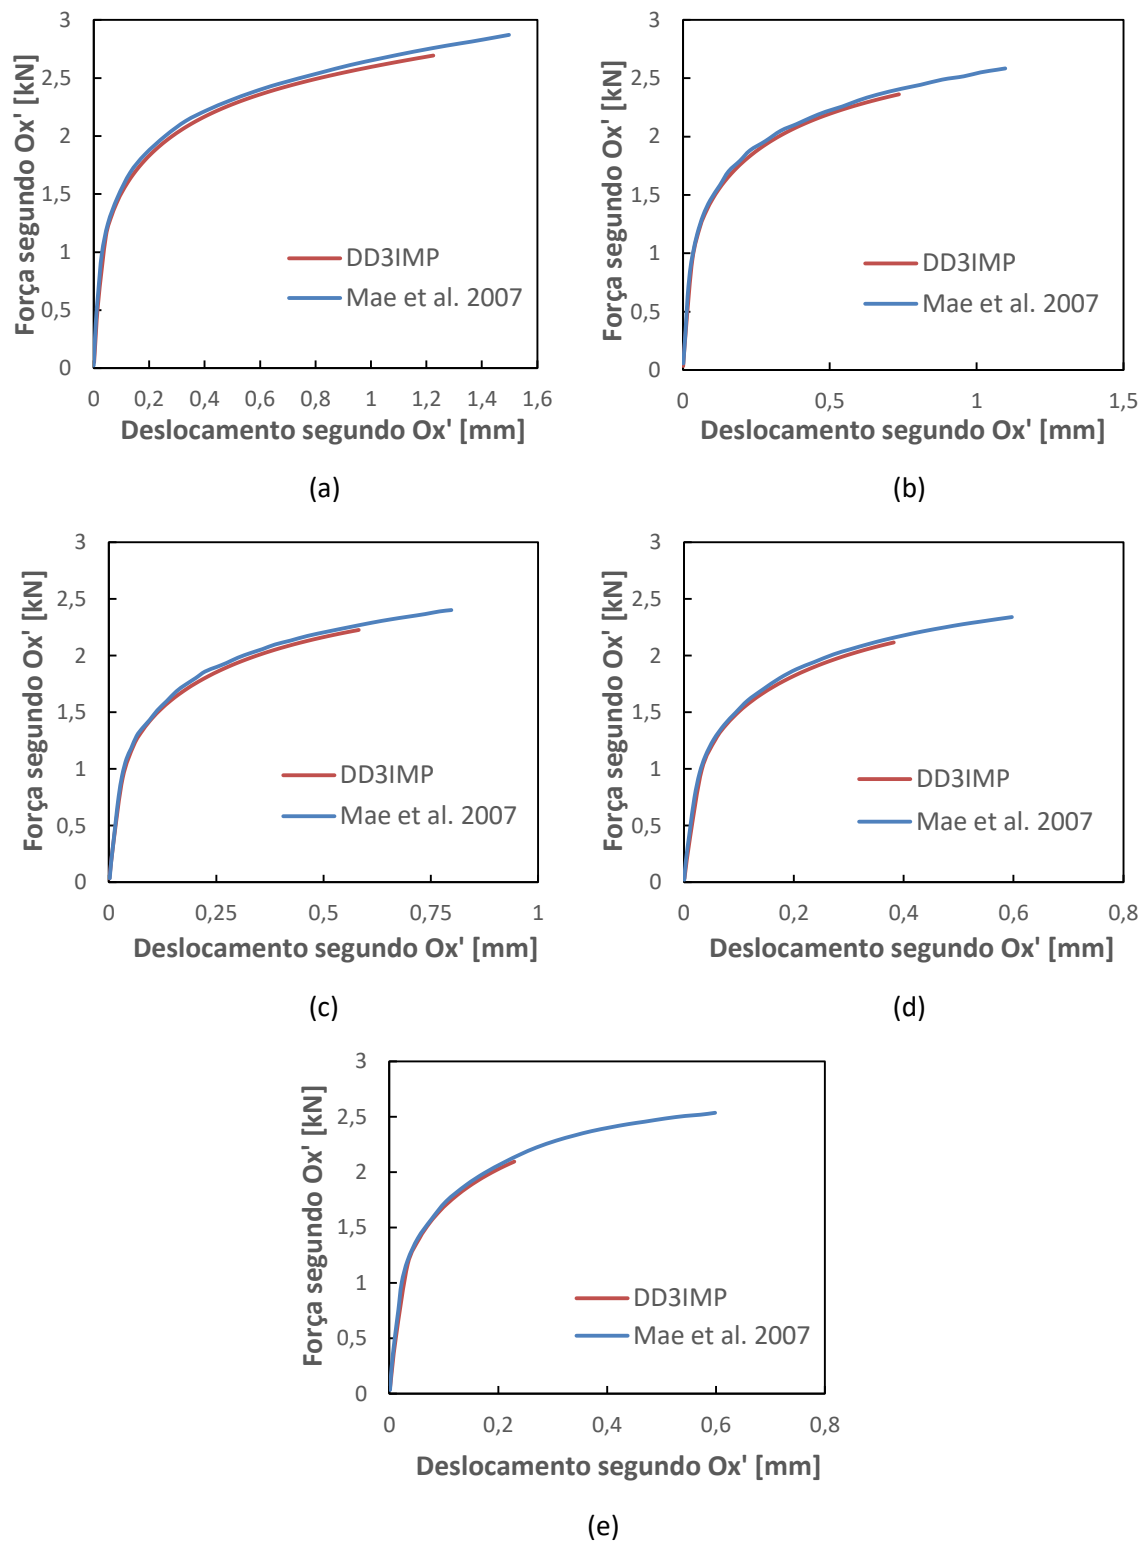 Força segundo Ox' [kN]
3
2,5
2
1,5
1
0,5
0
DD3IMP
Mae et al. 2007
0 0,2 0,4 0,6 0,8 1 1,2 1,4 1,6
Deslocamento segundo Ox' [mm]
(a)
Força segundo Ox' [kN]
3
2,5
2
1,5
1
0,5
0
DD3IMP
Mae et al. 2007
0 0,5 1 1,5
Deslocamento segundo Ox' [mm]
(b)
Força segundo Ox' [kN]
3
2,5
2
1,5
1
0,5
0
DD3IMP
Mae et al. 2007
0 0,25 0,5 0,75 1
Deslocamento segundo Ox' [mm]
(c)
Força segundo Ox' [kN]
3
2,5
2
1,5
1
0,5
0
DD3IMP
Mae et al. 2007
0 0,2 0,4 0,6 0,8
Deslocamento segundo Ox' [mm]
(d)
Força segundo Ox' [kN]
3
2,5
2
1,5
1
0,5
0
DD3IMP
Mae et al. 2007
0 0,2 0,4 0,6 0,8
Deslocamento segundo Ox' [mm]
(e)